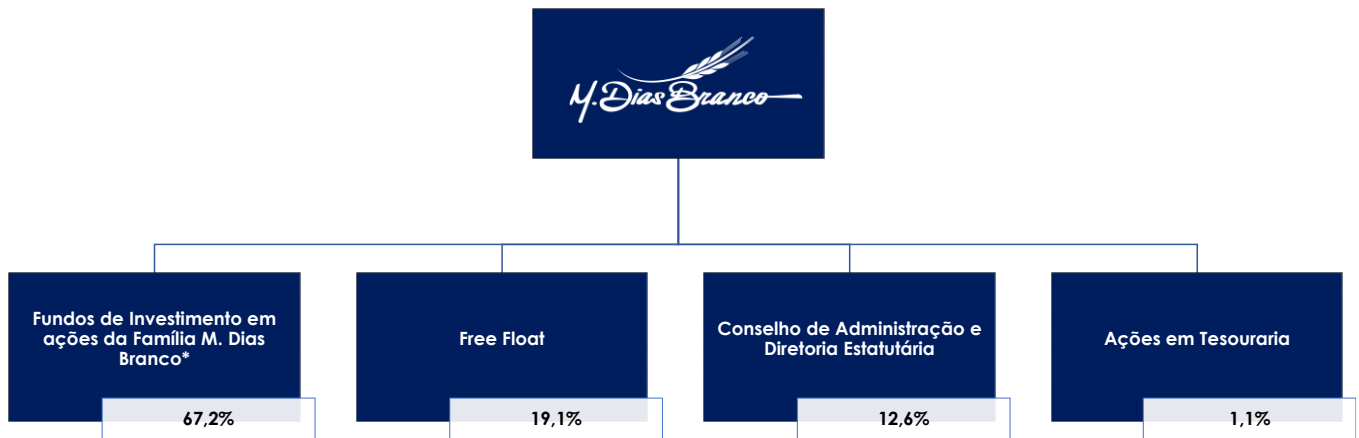 M. Dias Branco
Fundos de Investimento em
ações da Família M. Dias
Branco*
67,2%
Free Float
19,1%
Conselho de Administração e
Diretoria Estatutária
12,6%
Ações em Tesouraria
1,1%